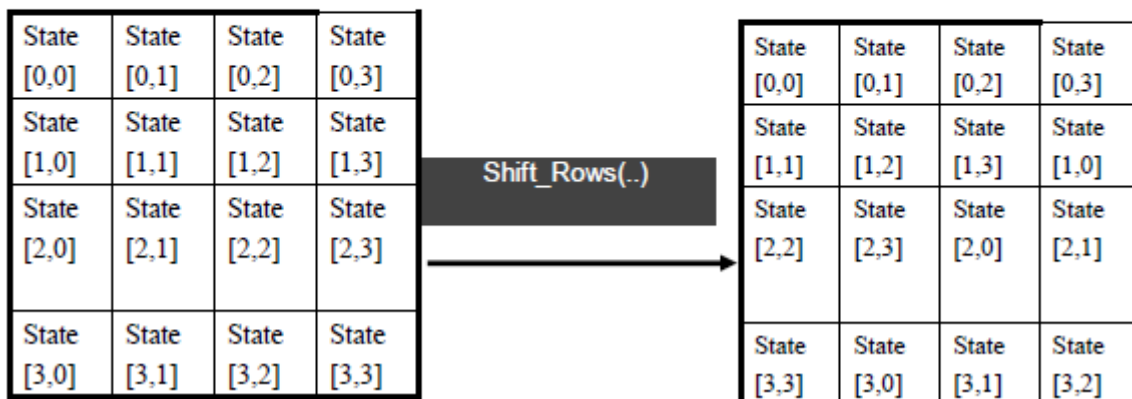 State State State State
[0,0] [0,1] [0,2] [0,3]
State State State State
[1,0] [1,1] [1,2] [1,3]
State State State State
[2,0] [2,1] [2,2] [2,3]
State State State State
[3,0] [3,1] [3,2] [3,3]
Shift_Rows(..)
State State State State
[0,0] [0,1] [0,2] [0,3]
State State State State
[1,1] [1,2] [1,3] [1,0]
State State State State
[2,2] [2,3] [2,0] [2,1]
State State State State
[3,3] [3,0] [3,1] [3,2]